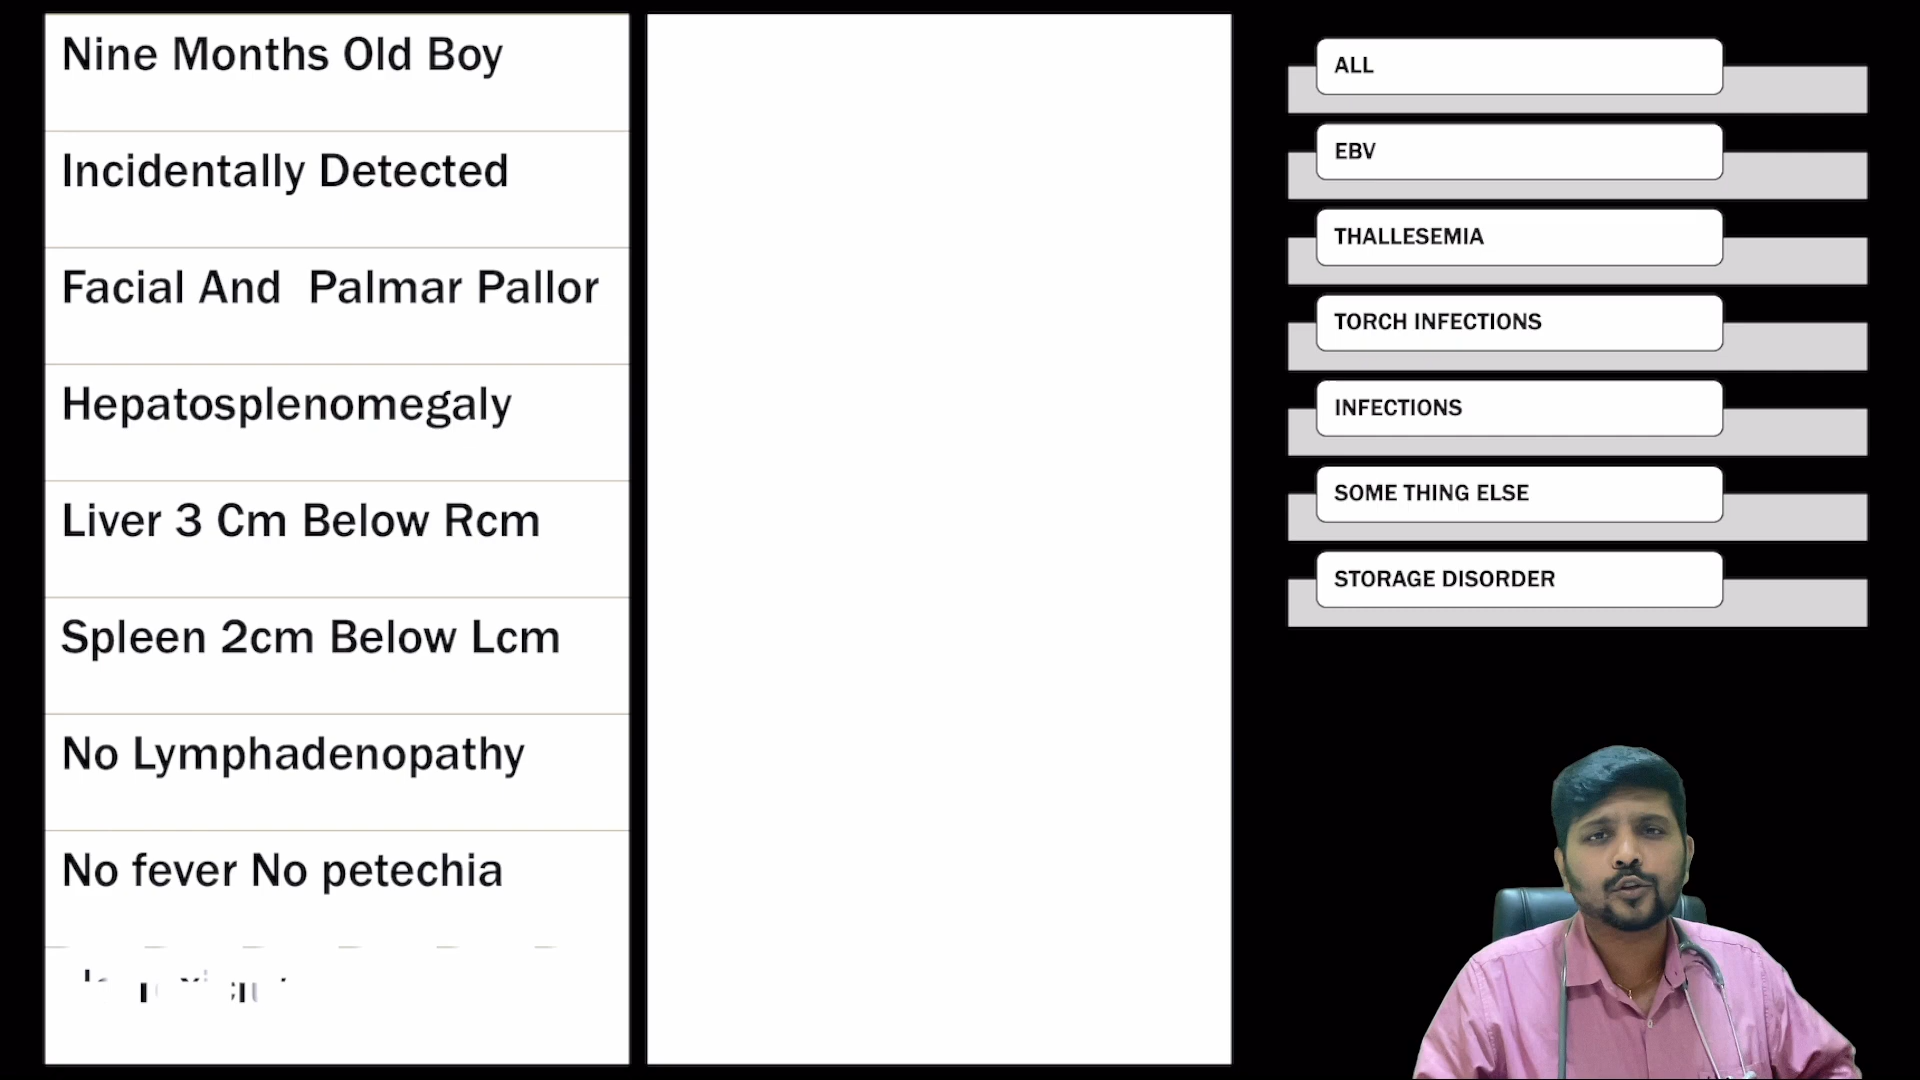 Nine Months Old Boy
Incidentally Detected
Facial And Palmar Pallor
Hepatosplenomegaly
Liver 3 Cm Below Rcm
Spleen 2cm Below Lcm
No Lymphadenopathy
No fever No petechia
ALL
EBV
THALLESEMIA
TORCH INFECTIONS
INFECTIONS
SOME THING ELSE
STORAGE DISORDER